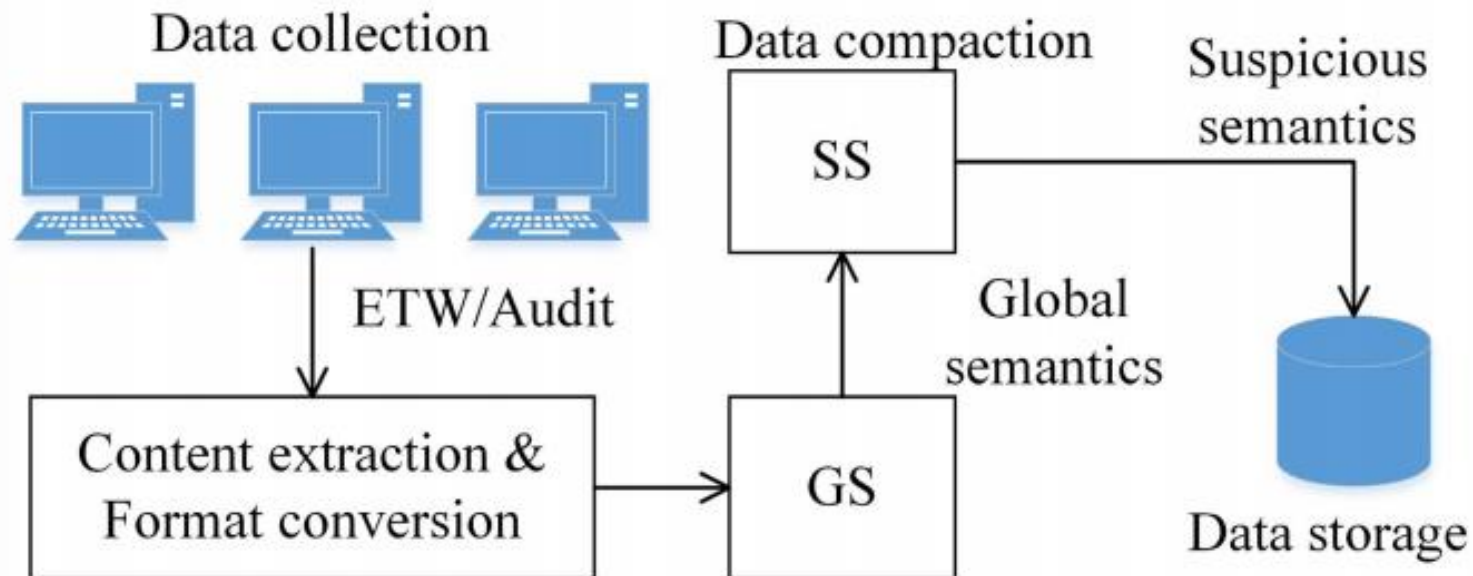 Data collection
ETW/Audit
Content extraction &
Format conversion
GS
Global
semantics
Data compaction
SS
Suspicious
semantics
Data storage